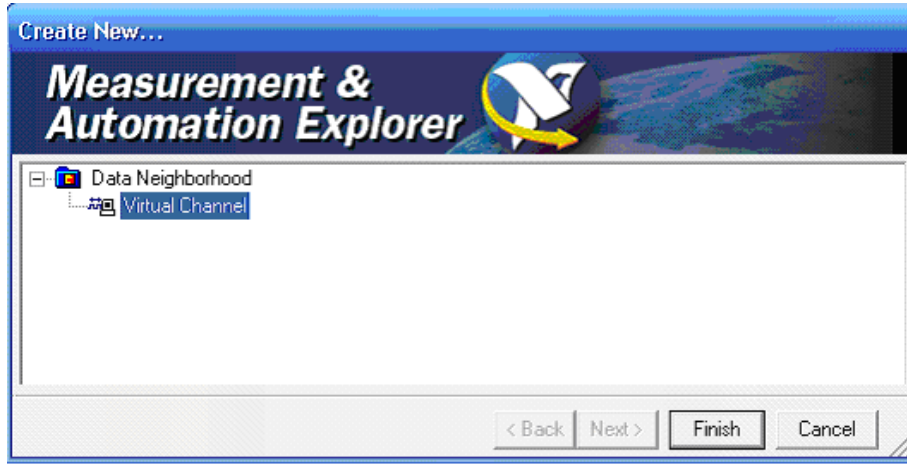 Create New...
Measurement &
Automation Explorer
Data Neighborhood
Virtual Channel
< Back Next > Finish Cancel